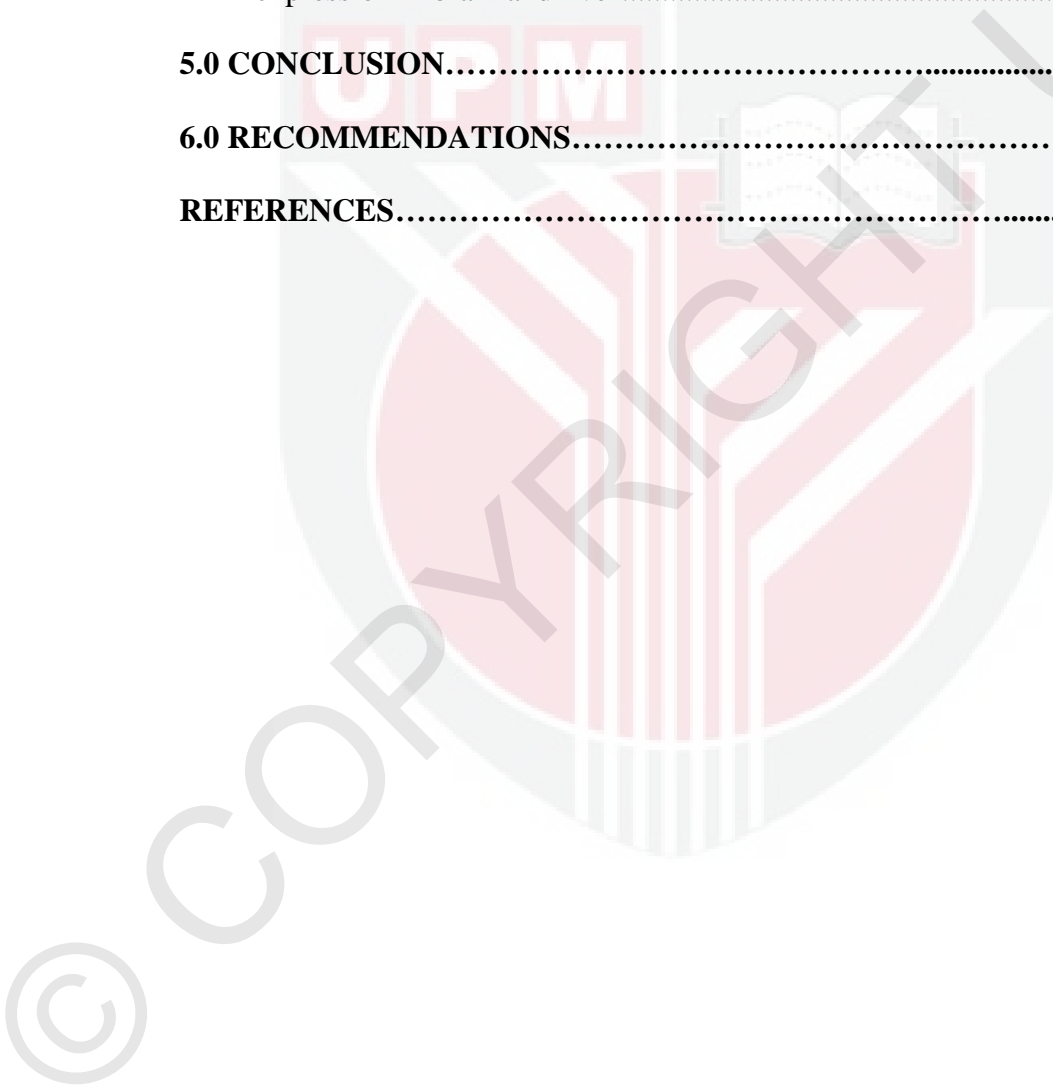 5.0 CONCLUSION……………………………………….................
6.0 RECOMMENDATIONS………………………………………
REFERENCES…………………………………………………........
UPM
© COPYRIGHT U